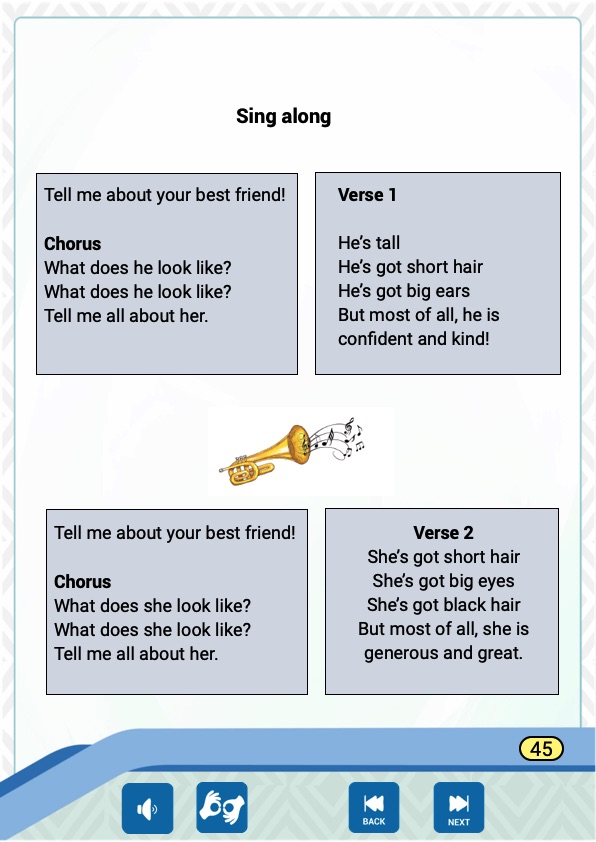 Sing along
Tell me about your best friend!
Chorus
What does he look like?
What does he look like?
Tell me all about her.
Verse 1
He's tall
He's got short hair
He's got big ears
But most of all, he is
confident and kind!
Tell me about your best friend!
Chorus
What does she look like?
What does she look like?
Tell me all about her.
Verse 2
She's got short hair
She's got big eyes
She's got black hair
But most of all, she is
generous and great.
45
BACK
NEXT